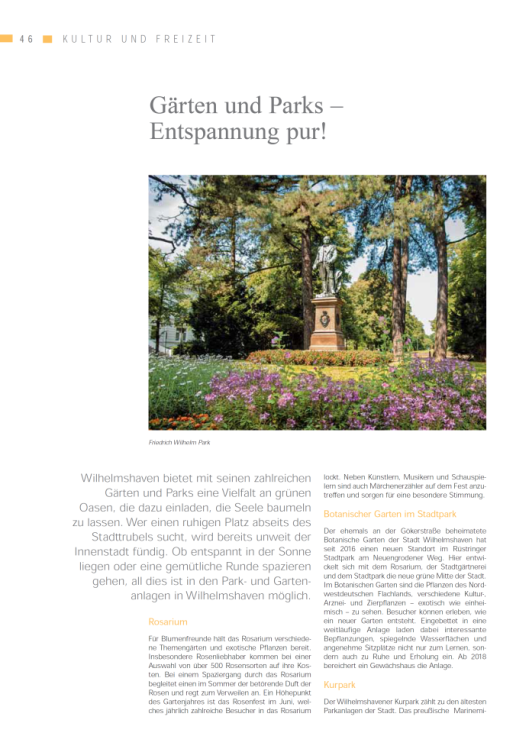 46 KULTUR UND FREIZEIT
Gärten und Parks –
Entspannung pur!
Friedrich Wilhelm Park
Wilhelmshaven bietet mit seinen zahlreichen
Gärten und Parks eine Vielfalt an grünen
Oasen, die dazu einladen, die Seele baumeln
zu lassen. Wer einen ruhigen Platz abseits des
Stadttrubels sucht, wird bereits unweit der
Innenstadt fündig. Ob entspannt in der Sonne
liegen oder eine gemütliche Runde spazieren
gehen, all dies ist in den Park- und Garten-
anlagen in Wilhelmshaven möglich.
Rosarium
Für Blumenfreunde hält das Rosarium verschiede-
ne Themengärten und exotische Pflanzen bereit.
Insbesondere Rosenliebhaber kommen bei einer
Auswahl von über 500 Rosensorten auf ihre Kos-
ten. Bei einem Spaziergang durch das Rosarium
begleitet einen im Sommer der betörende Duft der
Rosen und regt zum Verweilen an. Ein Höhepunkt
des Gartenjahres ist das Rosenfest im Juni, wel-
ches jährlich zahlreiche Besucher in das Rosarium
lockt. Neben Künstlern, Musikern und Schauspie-
lern sind auch Märchenerzähler auf dem Fest anzu-
treffen und sorgen für eine besondere Stimmung.
Botanischer Garten im Stadtpark
Der ehemals an der Gökerstraße beheimatete
Botanische Garten der Stadt Wilhelmshaven hat
seit 2016 einen neuen Standort im Rüstringer
Stadtpark am Neuengrodener Weg. Hier entwi-
ckelt sich mit dem Rosarium, der Stadtgärtnerei
und dem Stadtpark die neue grüne Mitte der Stadt.
Im Botanischen Garten sind die Pflanzen des Nord-
westdeutschen Flachlands, verschiedene Kultur-,
Arznei- und Zierpflanzen – exotisch wie einhei-
misch – zu sehen. Besucher können erleben, wie
ein neuer Garten entsteht. Eingebettet in eine
weitläufige Anlage laden dabei interessante
Bepflanzungen, spiegelnde Wasserflächen und
angenehme Sitzplätze nicht nur zum Lernen, son-
dern auch zu Ruhe und Erholung ein. Ab 2018
bereichert ein Gewächshaus die Anlage.
Kurpark
Der Wilhelmshavener Kurpark zählt zu den ältesten
Parkanlagen der Stadt. Das preußische Marinemi-